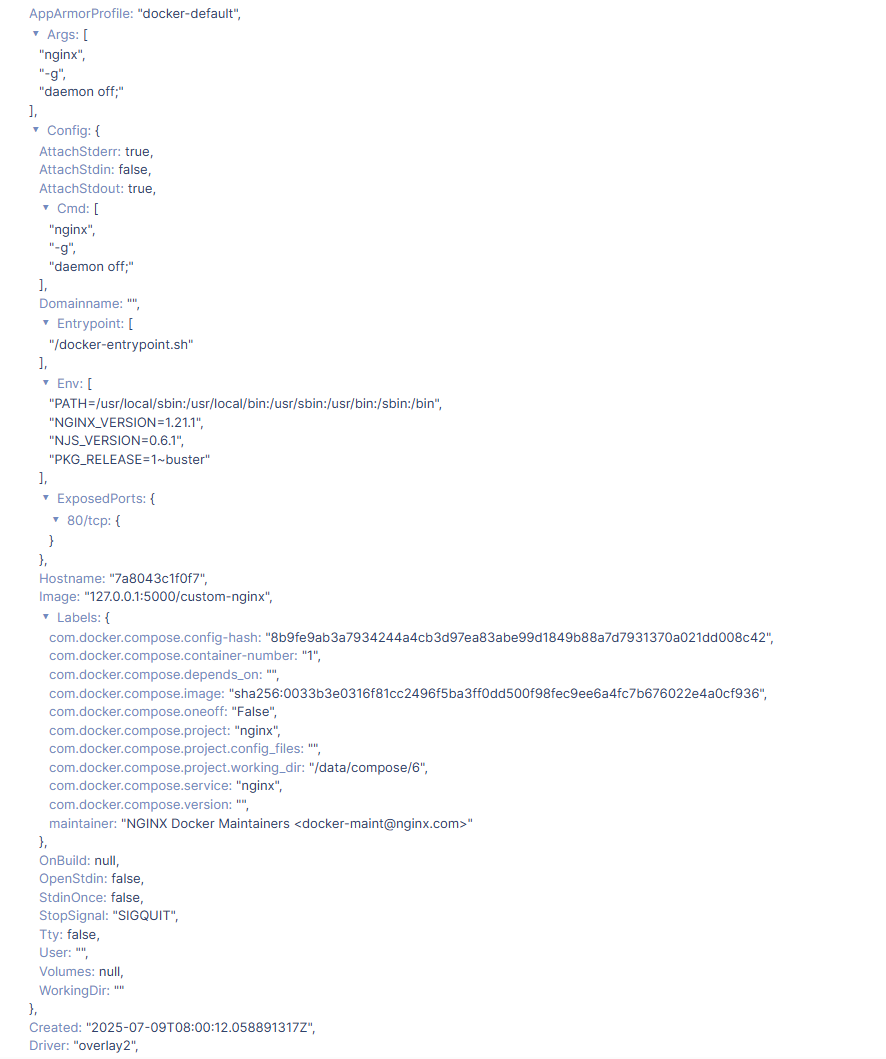 AppArmorProfile: "docker-default",
Args: [
"nginx",
"-g",
"daemon off;"
],
Config: {
AttachStderr: true,
AttachStdin: false,
AttachStdout: true,
Cmd: [
"nginx",
"-g",
"daemon off;"
],
Domainname: "",
Entrypoint: [
"/docker-entrypoint.sh"
],
Env: [
"PATH=/usr/local/sbin:/usr/local/bin:/usr/sbin:/usr/bin:/sbin:/bin",
"NGINX_VERSION=1.21.1",
"NJS_VERSION=0.6.1",
"PKG_RELEASE=1~buster"
],
ExposedPorts: {
80/tcp: {
}
},
Hostname: "7a8043c1f0f7",
Image: "127.0.0.1:5000/custom-nginx",
Labels: {
com.docker.compose.config-hash: "8b9fe9ab3a7934244a4cb3d97ea83abe99d1849b88a7d7931370a021dd008c42",
com.docker.compose.container-number: "1",
com.docker.compose.depends_on: "",
com.docker.compose.image: "sha256:0033b3e0316f81cc2496f5ba3ff0dd500f98fec9ee6a4fc7b676022e4a0cf936",
com.docker.compose.oneoff: "False",
com.docker.compose.project: "nginx",
com.docker.compose.project.config_files: "",
com.docker.compose.project.working_dir: "/data/compose/6",
com.docker.compose.service: "nginx",
com.docker.compose.version: "",
maintainer: "NGINX Docker Maintainers <docker-maint@nginx.com>"
},
OnBuild: null,
OpenStdin: false,
StdinOnce: false,
StopSignal: "SIGQUIT",
Tty: false,
User: "",
Volumes: null,
WorkingDir: ""
},
Created: "2025-07-09T08:00:12.058891317Z",
Driver: "overlay2",